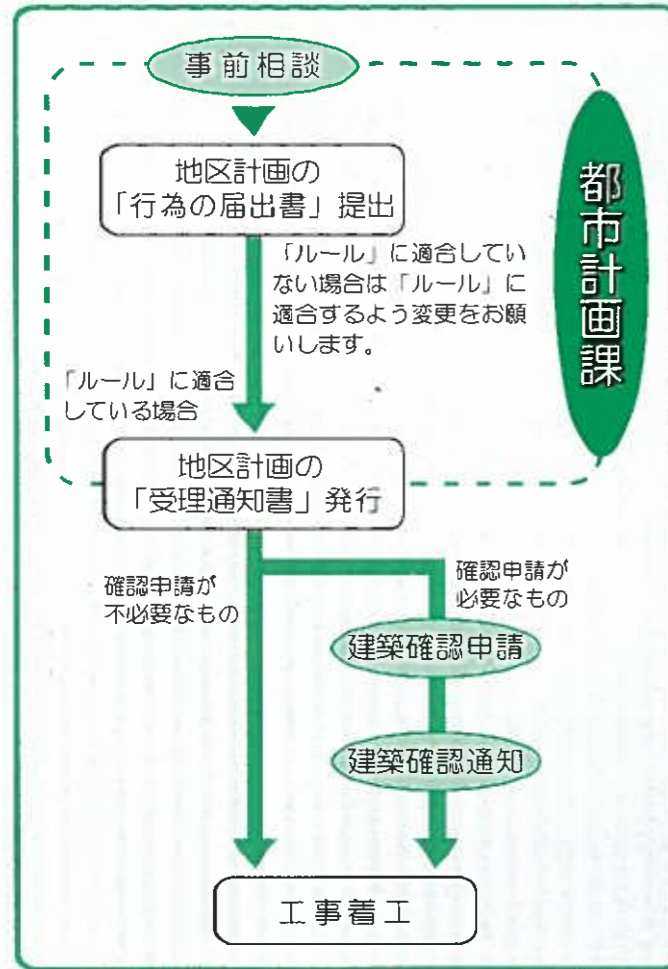 事前相談
都市計画課
地区計画の
「行為の届出書」提出
「ルール」に適合してい
ない場合は「ルール」に
適合するよう変更をお願
いします。
「ルール」に適合
している場合
地区計画の
「受理通知書」発行
確認申請が
不必要なもの
確認申請が
必要なもの
建築確認申請
建築確認通知
工事着工